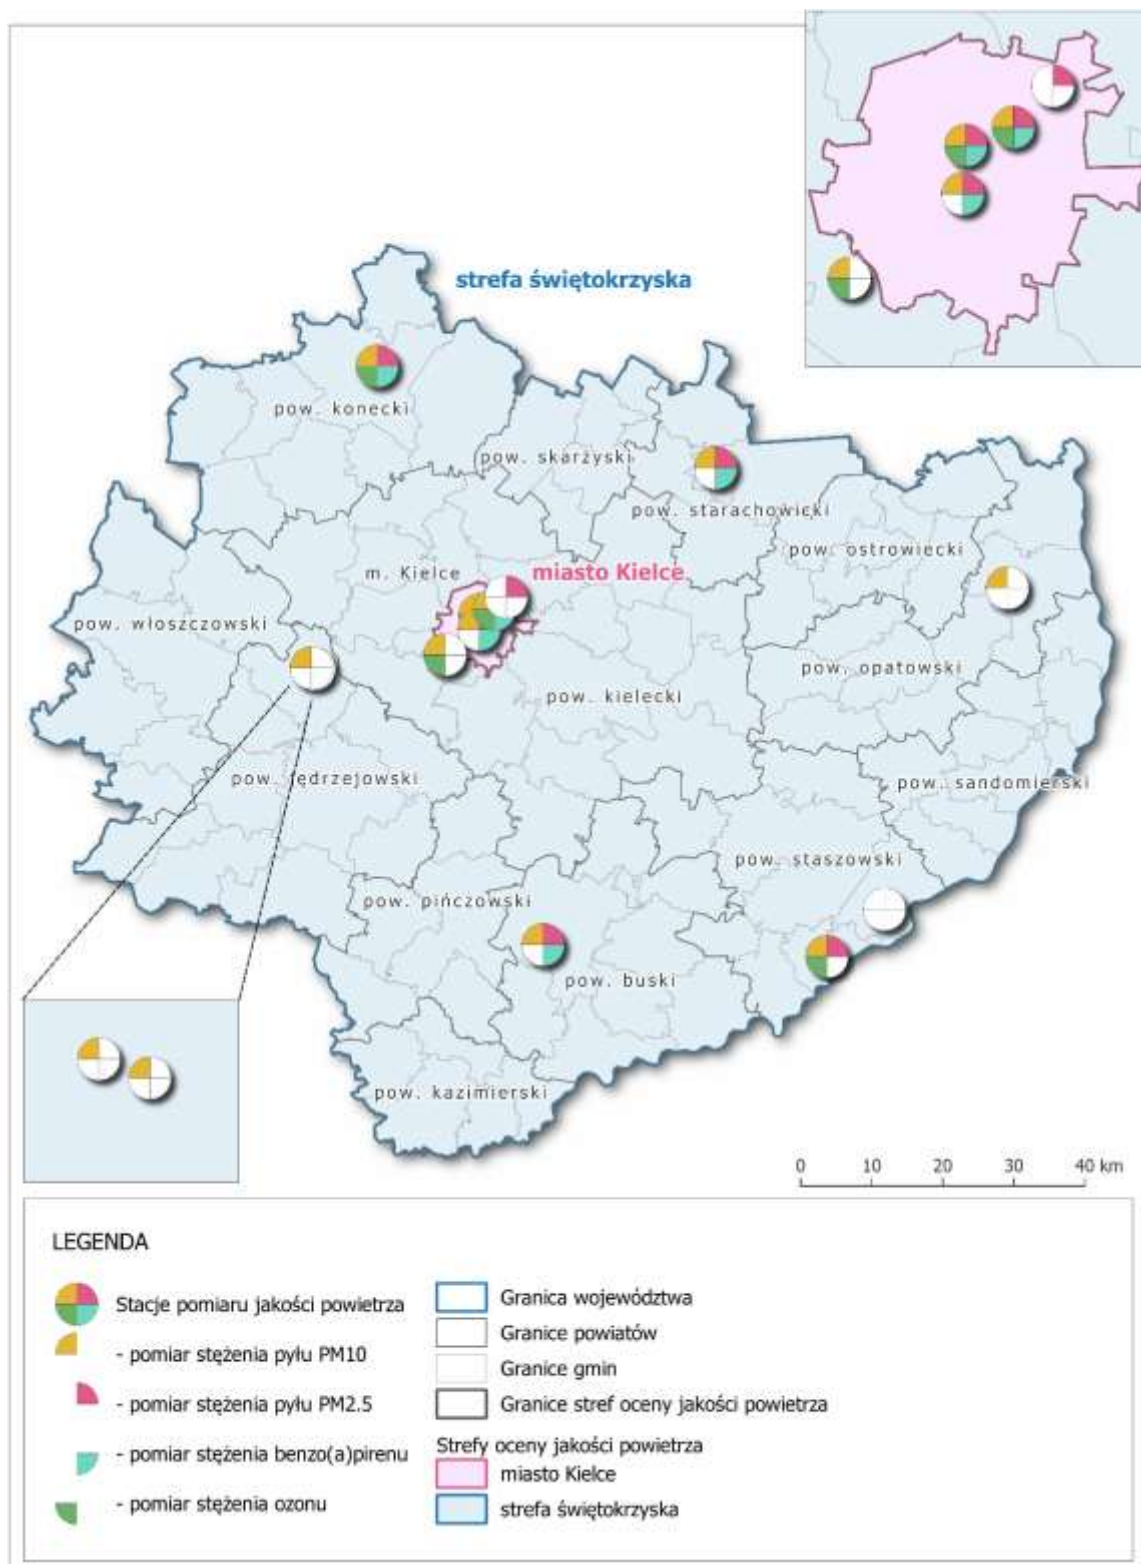 strefa świętokrzyska
pow. konecki
pow. skarżyski
pow. starachowicki
pow. ostrowiecki
m. Kielce
miasto Kielce
pow. włoszczowski
pow. opatowski
pow. kielecki
pow. jędrzejowski
pow. sandomierski
pow. staszowski
pow. pińczowski
pow. buski
pow. kazimierski
0 10 20 30 40 km
LEGENDA
Stacje pomiaru jakości powietrza
- pomiar stężenia pyłu PM10
- pomiar stężenia pyłu PM2.5
- pomiar stężenia benzo(a)pirenu
- pomiar stężenia ozonu
Granica województwa
Granice powiatów
Granice gmin
Granice stref oceny jakości powietrza
Strefy oceny jakości powietrza
miasto Kielce
strefa świętokrzyska